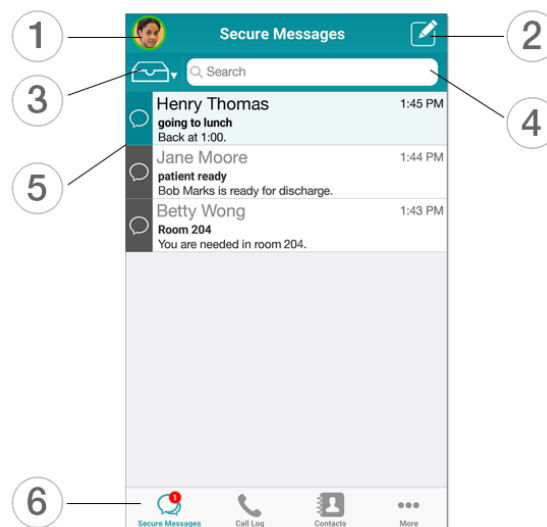 1
Secure Messages
2
3
Search
4
Henry Thomas 1:45 PM
going to lunch
Back at 1:00.
5
Jane Moore 1:44 PM
patient ready
Bob Marks is ready for discharge.
Betty Wong 1:43 PM
Room 204
You are needed in room 204.
6
1
Secure Messages Call Log Contacts More